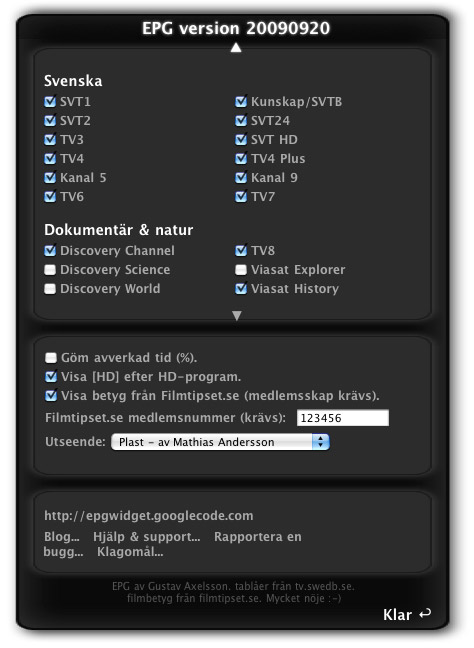 EPG version 20090920
Svenska
SVT1 Kunskap/SVTB
SVT2 SVT24
TV3 SVT HD
TV4 TV4 Plus
Kanal 5 Kanal 9
TV6 TV7
Dokumentär & natur
Discovery Channel TV8
Discovery Science Viasat Explorer
Discovery World Viasat History
Göm avverkad tid (%).
Visa [HD] efter HD-program.
Visa betyg från Filmtipset.se (medlemsskap krävs).
Filmtipset.se medlemsnummer (krävs): 123456
Utseende: Plast - av Mathias Andersson
http://epgwidget.googlecode.com
Blog... Hjälp & support... Rapportera en
bugg... Klagomål...
EPG av Gustav Axelsson. tablåer från tv.swedb.se.
filmbetyg från filmtipset.se. Mycket nöje :-)
Klar ↩